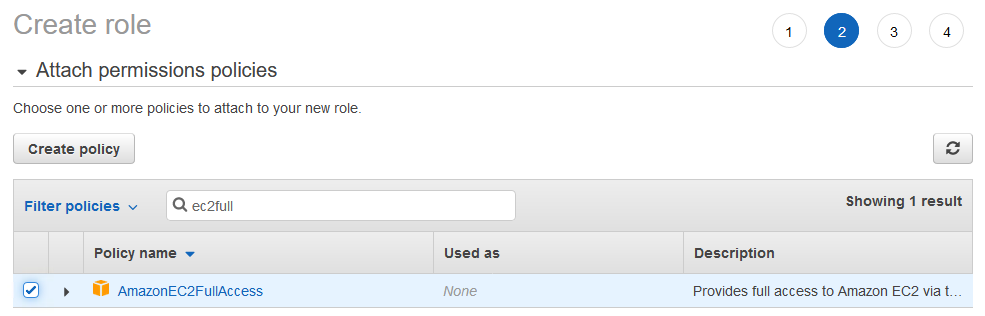 Create role
1 2 3 4
Attach permissions policies
Choose one or more policies to attach to your new role.
Create policy
Filter policies ec2full Showing 1 result
Policy name Used as Description
AmazonEC2FullAccess None Provides full access to Amazon EC2 via t…